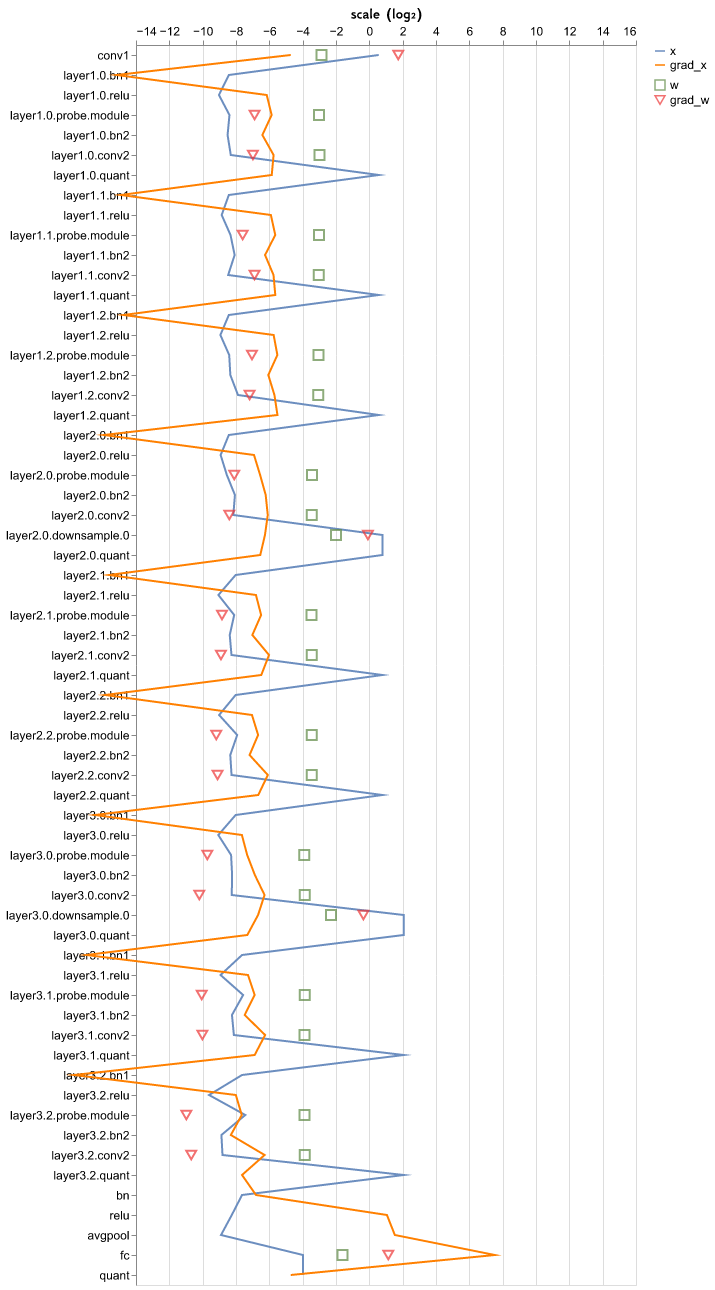 scale (log₂)
−14 −12 −10 −8 −6 −4 −2 0 2 4 6 8 10 12 14 16
conv1
layer1.0.bn1
layer1.0.relu
layer1.0.probe.module
layer1.0.bn2
layer1.0.conv2
layer1.0.quant
layer1.1.bn1
layer1.1.relu
layer1.1.probe.module
layer1.1.bn2
layer1.1.conv2
layer1.1.quant
layer1.2.bn1
layer1.2.relu
layer1.2.probe.module
layer1.2.bn2
layer1.2.conv2
layer1.2.quant
layer2.0.bn1
layer2.0.relu
layer2.0.probe.module
layer2.0.bn2
layer2.0.conv2
layer2.0.downsample.0
layer2.0.quant
layer2.1.bn1
layer2.1.relu
layer2.1.probe.module
layer2.1.bn2
layer2.1.conv2
layer2.1.quant
layer2.2.bn1
layer2.2.relu
layer2.2.probe.module
layer2.2.bn2
layer2.2.conv2
layer2.2.quant
layer3.0.bn1
layer3.0.relu
layer3.0.probe.module
layer3.0.bn2
layer3.0.conv2
layer3.0.downsample.0
layer3.0.quant
layer3.1.bn1
layer3.1.relu
layer3.1.probe.module
layer3.1.bn2
layer3.1.conv2
layer3.1.quant
layer3.2.bn1
layer3.2.relu
layer3.2.probe.module
layer3.2.bn2
layer3.2.conv2
layer3.2.quant
bn
relu
avgpool
fc
quant
x
grad_x
w
grad_w